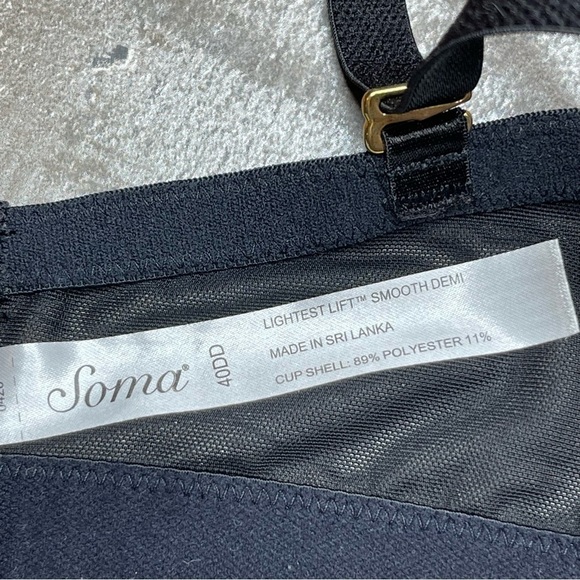 Soma®
40DD
LIGHTEST LIFT™ SMOOTH DEMI
MADE IN SRI LANKA
CUP SHELL: 89% POLYESTER 11%